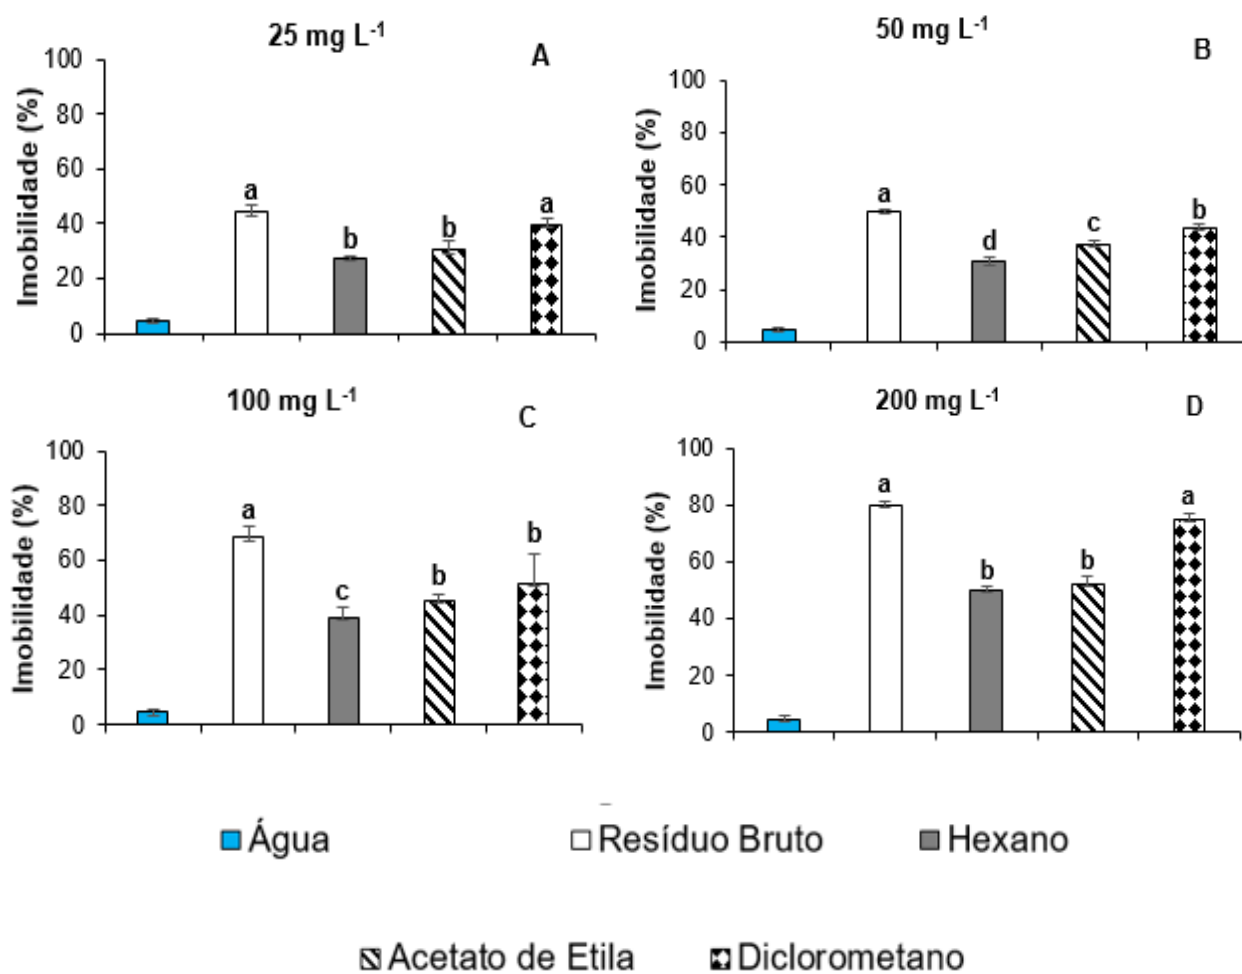 25 mg L-1
A
Imobilidade (%)
100
80
60
40
20
0
a
b
b
a
50 mg L-1
B
Imobilidade (%)
100
80
60
40
20
0
a
d
c
b
100 mg L-1
C
Imobilidade (%)
100
80
60
40
20
0
a
c
b
b
200 mg L-1
D
Imobilidade (%)
100
80
60
40
20
0
a
b
b
a
Água Resíduo Bruto Hexano
Acetato de Etila Diclorometano